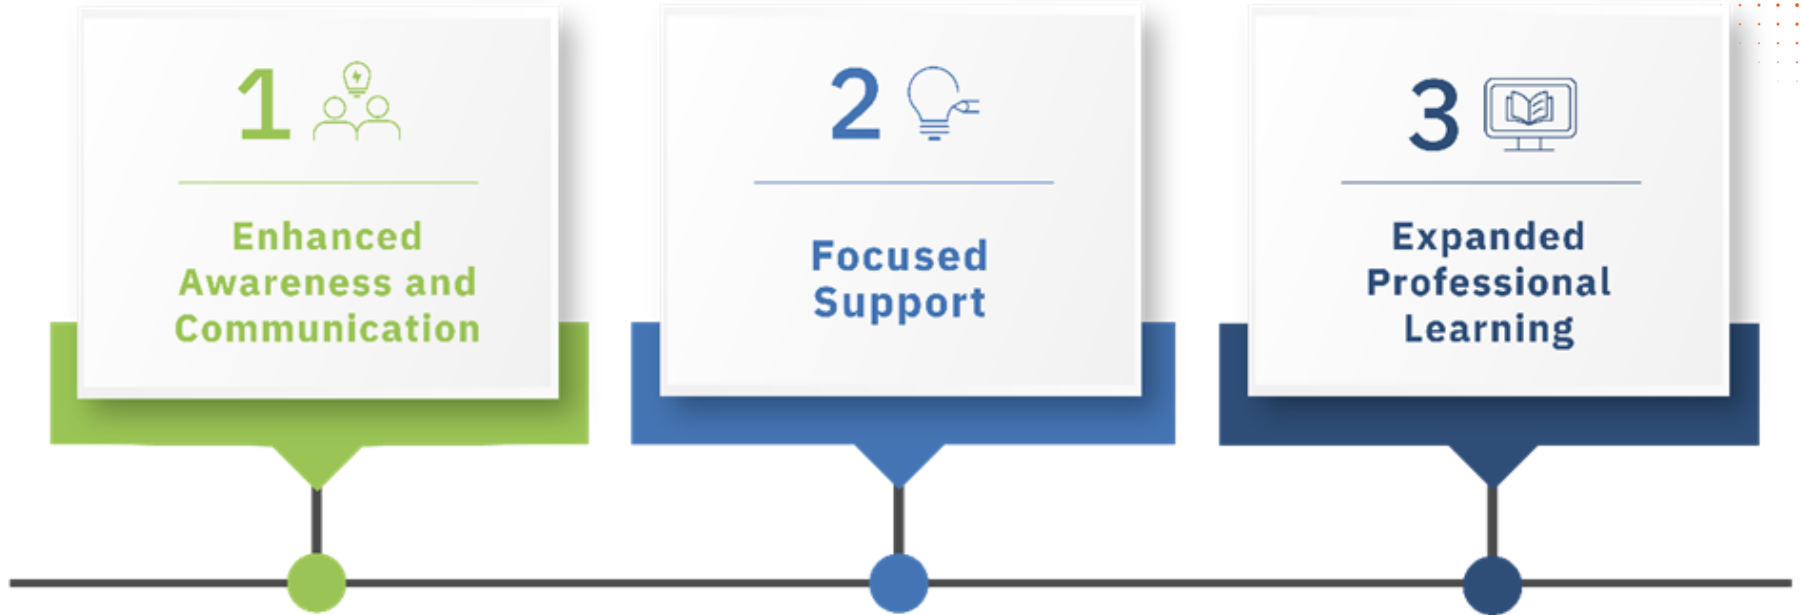 1
Enhanced
Awareness and
Communication
2
Focused
Support
3
Expanded
Professional
Learning